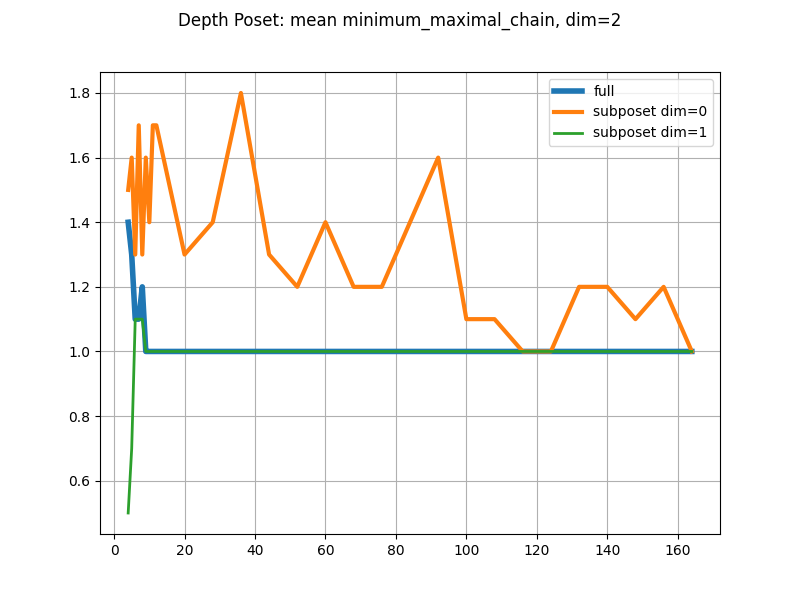 Depth Poset: mean minimum_maximal_chain, dim=2
full
subposet dim=0
subposet dim=1
1.8
1.6
1.4
1.2
1.0
0.8
0.6
0 20 40 60 80 100 120 140 160